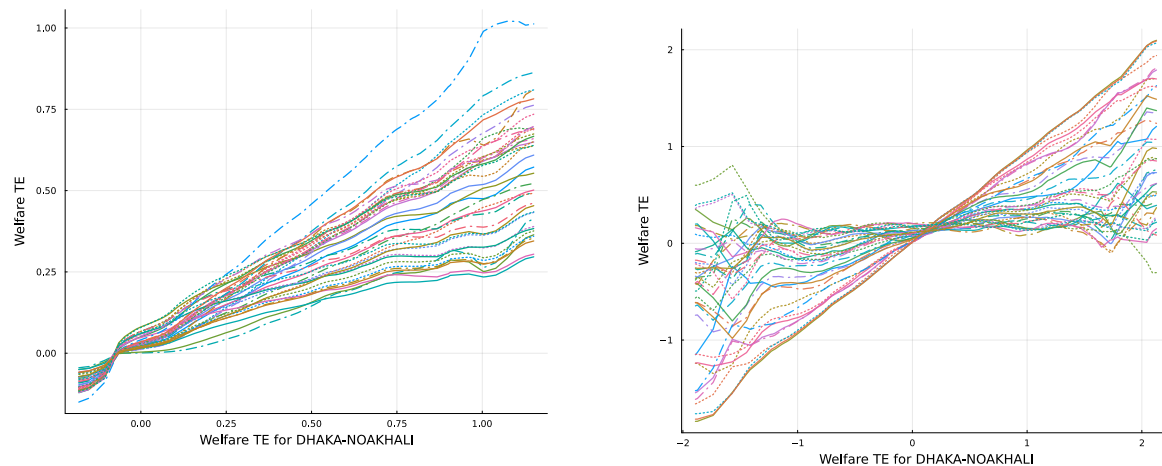 1.00
0.75
0.50
0.25
0.00
Welfare TE
0.00 0.25 0.50 0.75 1.00
Welfare TE for DHAKA-NOAKHALI
2
1
0
−1
Welfare TE
−2 −1 0 1 2
Welfare TE for DHAKA-NOAKHALI